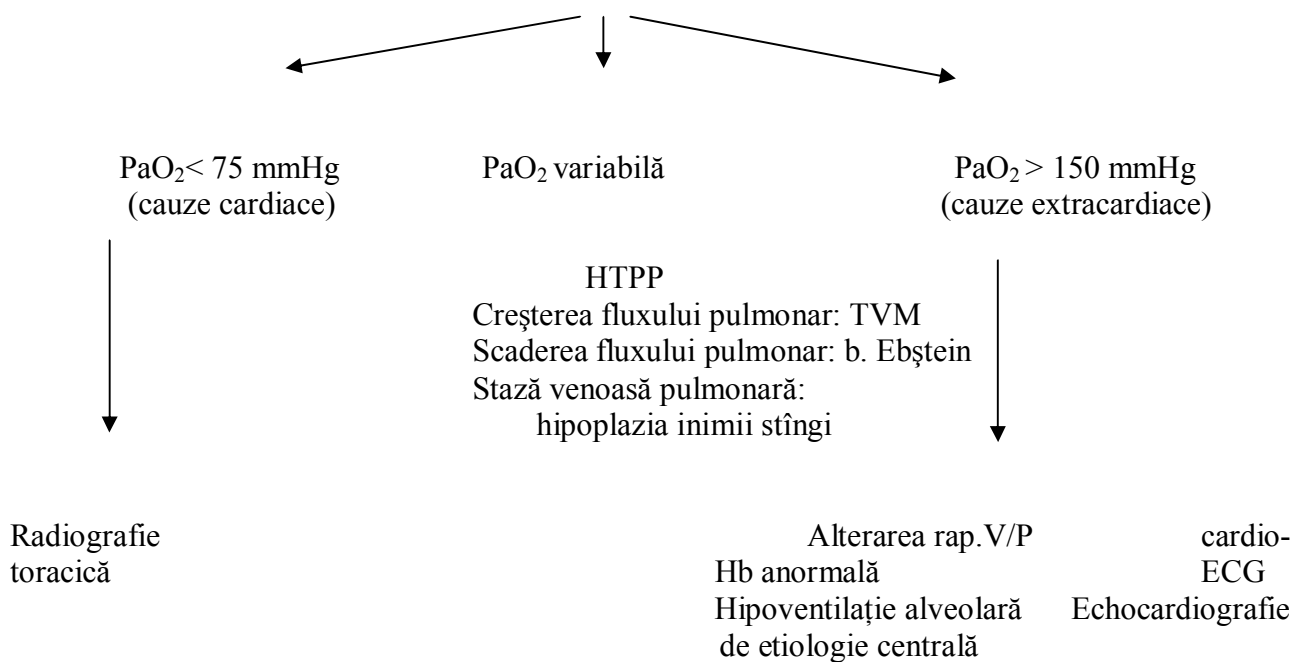 PaO₂< 75 mmHg
(cauze cardiace)
PaO₂ variabilă
PaO₂ > 150 mmHg
(cauze extracardiace)
HTPP
Creşterea fluxului pulmonar: TVM
Scaderea fluxului pulmonar: b. Ebştein
Stază venoasă pulmonară:
hipoplazia inimii stîngi
Radiografie
toracică
Alterarea rap.V/P
Hb anormală
Hipoventilație alveolară
de etiologie centrală
cardio-
ECG
Echocardiografie